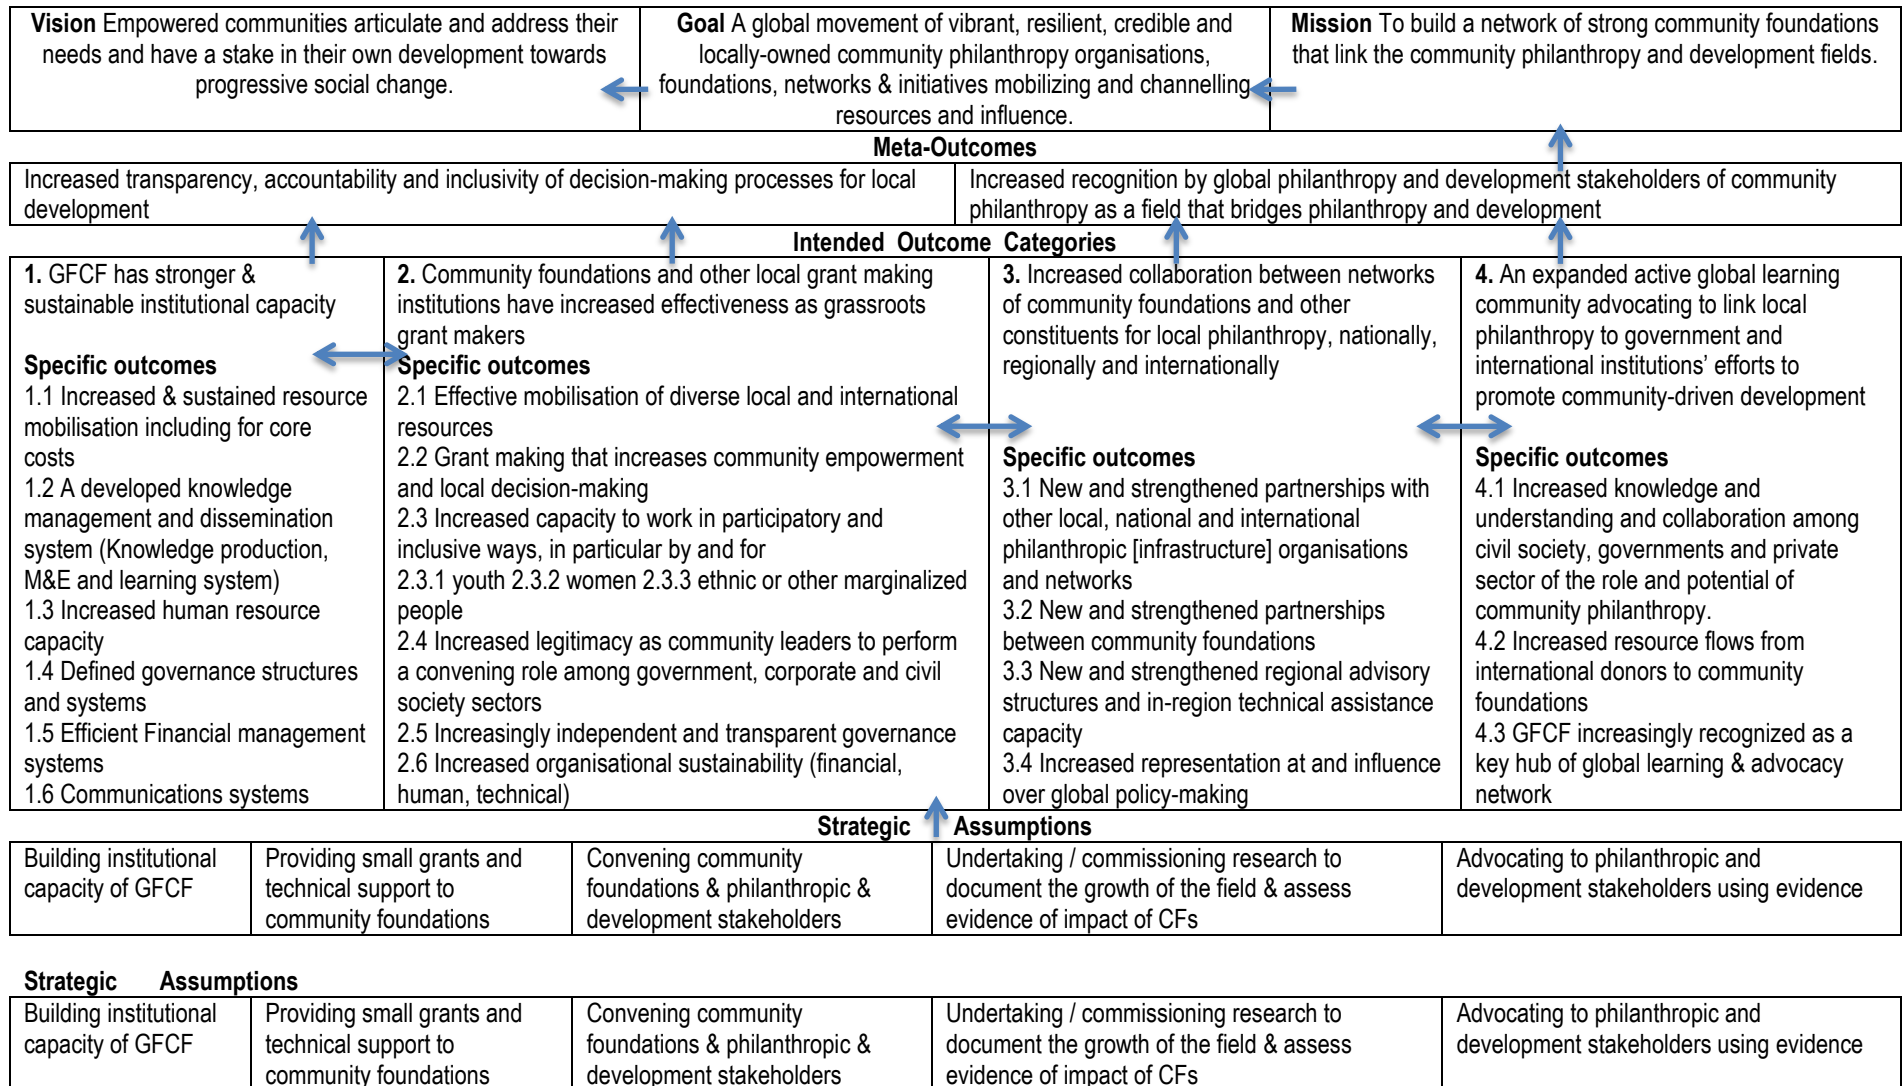 Vision Empowered communities articulate and address their
needs and have a stake in their own development towards
progressive social change.
Goal A global movement of vibrant, resilient, credible and
locally-owned community philanthropy organisations,
foundations, networks & initiatives mobilizing and channelling
resources and influence.
Mission To build a network of strong community foundations
that link the community philanthropy and development fields.
Meta-Outcomes
Increased transparency, accountability and inclusivity of decision-making processes for local
development
Increased recognition by global philanthropy and development stakeholders of community
philanthropy as a field that bridges philanthropy and development
Intended Outcome Categories
1. GFCF has stronger &
sustainable institutional capacity
Specific outcomes
1.1 Increased & sustained resource
mobilisation including for core
costs
1.2 A developed knowledge
management and dissemination
system (Knowledge production,
M&E and learning system)
1.3 Increased human resource
capacity
1.4 Defined governance structures
and systems
1.5 Efficient Financial management
systems
1.6 Communications systems
2. Community foundations and other local grant making
institutions have increased effectiveness as grassroots
grant makers
Specific outcomes
2.1 Effective mobilisation of diverse local and international
resources
2.2 Grant making that increases community empowerment
and local decision-making
2.3 Increased capacity to work in participatory and
inclusive ways, in particular by and for
2.3.1 youth 2.3.2 women 2.3.3 ethnic or other marginalized
people
2.4 Increased legitimacy as community leaders to perform
a convening role among government, corporate and civil
society sectors
2.5 Increasingly independent and transparent governance
2.6 Increased organisational sustainability (financial,
human, technical)
3. Increased collaboration between networks
of community foundations and other
constituents for local philanthropy, nationally,
regionally and internationally
Specific outcomes
3.1 New and strengthened partnerships with
other local, national and international
philanthropic [infrastructure] organisations
and networks
3.2 New and strengthened partnerships
between community foundations
3.3 New and strengthened regional advisory
structures and in-region technical assistance
capacity
3.4 Increased representation at and influence
over global policy-making
4. An expanded active global learning
community advocating to link local
philanthropy to government and
international institutions’ efforts to
promote community-driven development
Specific outcomes
4.1 Increased knowledge and
understanding and collaboration among
civil society, governments and private
sector of the role and potential of
community philanthropy.
4.2 Increased resource flows from
international donors to community
foundations
4.3 GFCF increasingly recognized as a
key hub of global learning & advocacy
network
Strategic Assumptions
Building institutional
capacity of GFCF
Providing small grants and
technical support to
community foundations
Convening community
foundations & philanthropic &
development stakeholders
Undertaking / commissioning research to
document the growth of the field & assess
evidence of impact of CFs
Advocating to philanthropic and
development stakeholders using evidence
Strategic Assumptions
Building institutional
capacity of GFCF
Providing small grants and
technical support to
community foundations
Convening community
foundations & philanthropic &
development stakeholders
Undertaking / commissioning research to
document the growth of the field & assess
evidence of impact of CFs
Advocating to philanthropic and
development stakeholders using evidence